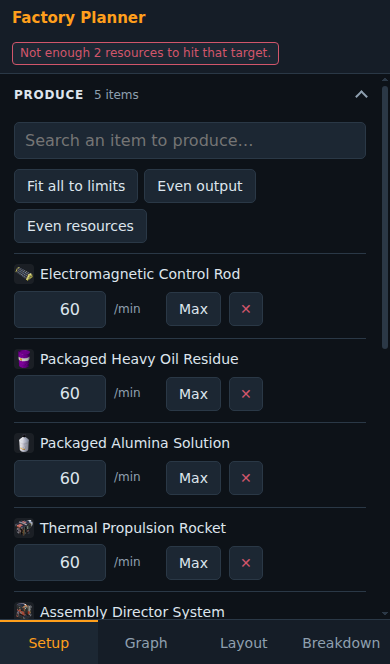 Factory Planner
Not enough 2 resources to hit that target.
PRODUCE 5 items
Search an item to produce...
Fit all to limits
Even output
Even resources
Electromagnetic Control Rod
60 /min Max ✕
Packaged Heavy Oil Residue
60 /min Max ✕
Packaged Alumina Solution
60 /min Max ✕
Thermal Propulsion Rocket
60 /min Max ✕
Assembly Director System
Setup Graph Layout Breakdown